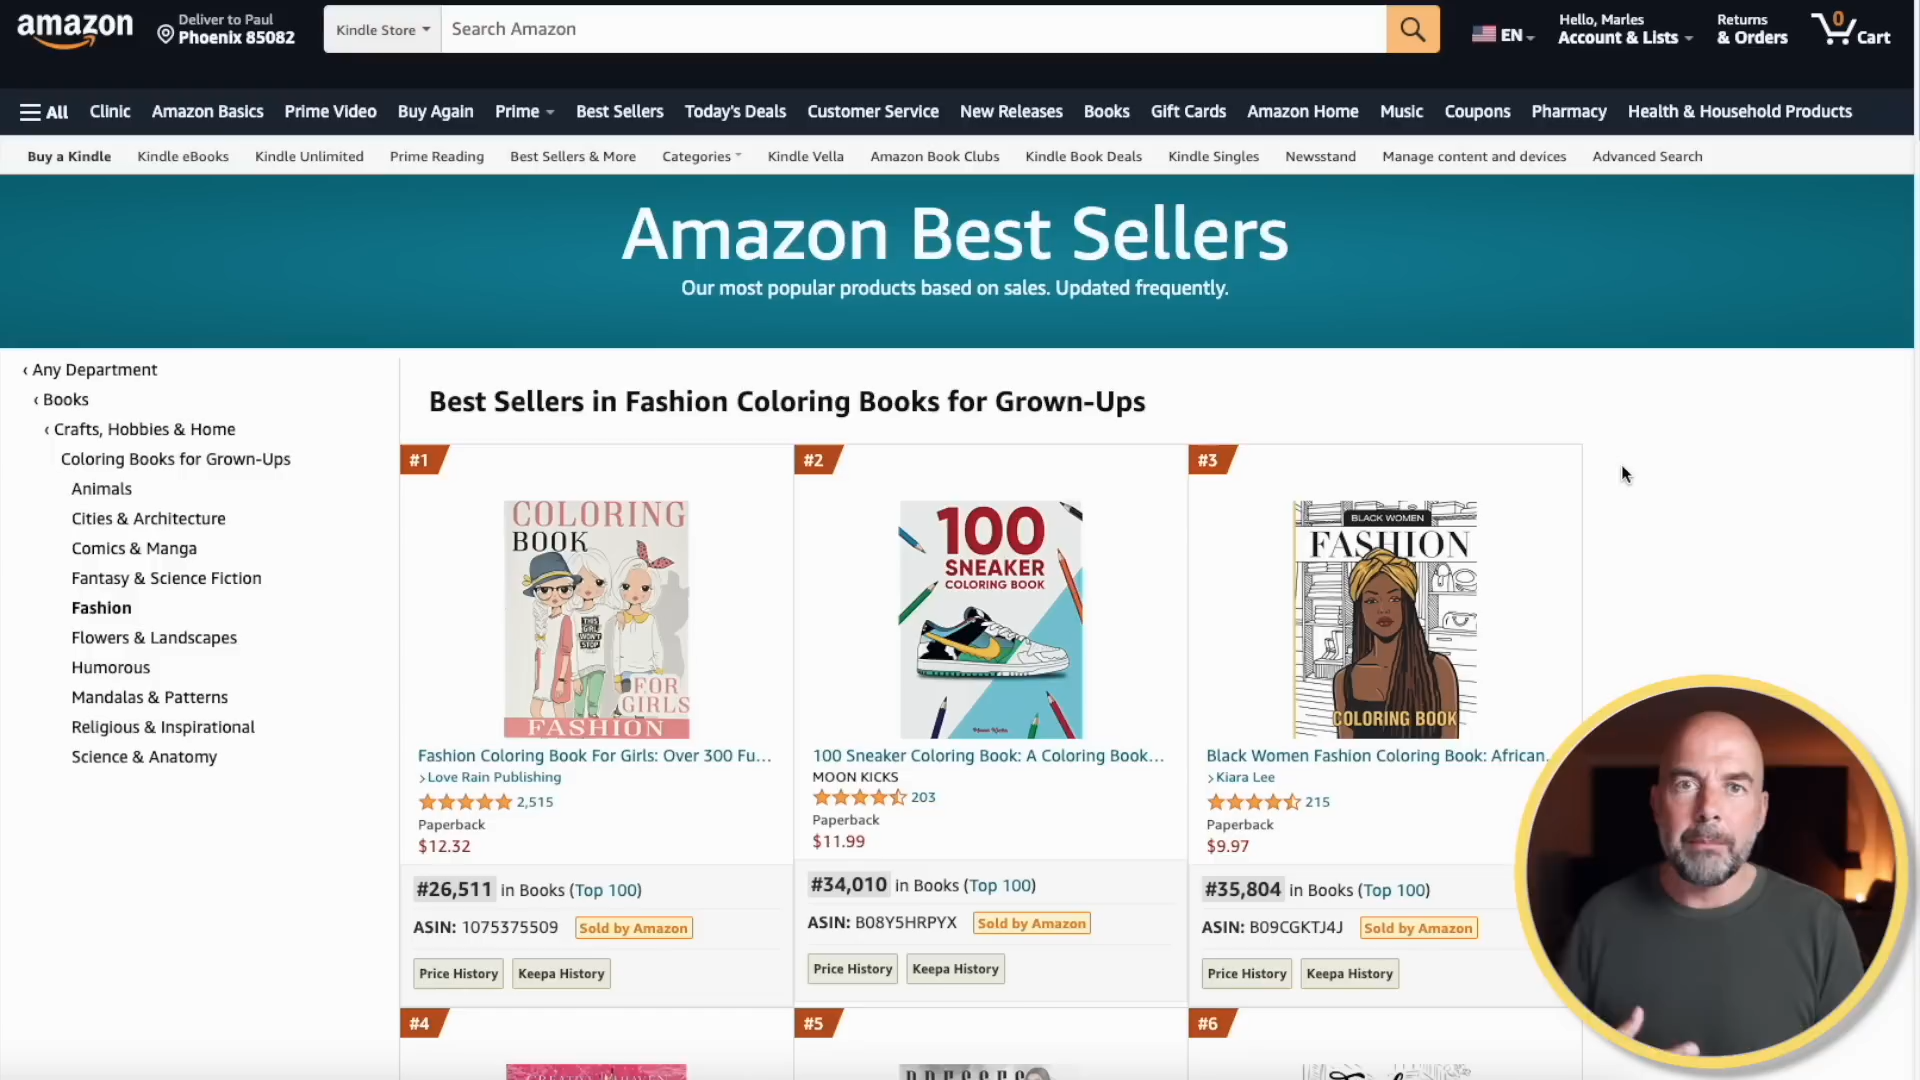 amazon
Deliver to Paul
Phoenix 85082
Kindle Store
Search Amazon
EN
Hello, Marles
Account & Lists
Returns
& Orders
0
Cart
All
Clinic
Amazon Basics
Prime Video
Buy Again
Prime
Best Sellers
Today's Deals
Customer Service
New Releases
Books
Gift Cards
Amazon Home
Music
Coupons
Pharmacy
Health & Household Products
Buy a Kindle
Kindle eBooks
Kindle Unlimited
Prime Reading
Best Sellers & More
Categories
Kindle Vella
Amazon Book Clubs
Kindle Book Deals
Kindle Singles
Newsstand
Manage content and devices
Advanced Search
Amazon Best Sellers
Our most popular products based on sales. Updated frequently.
‹ Any Department
‹ Books
‹ Crafts, Hobbies & Home
Coloring Books for Grown-Ups
Animals
Cities & Architecture
Comics & Manga
Fantasy & Science Fiction
Fashion
Flowers & Landscapes
Humorous
Mandalas & Patterns
Religious & Inspirational
Science & Anatomy
Best Sellers in Fashion Coloring Books for Grown-Ups
#1
COLORING
BOOK
THIS
GIRL
WON'T
STOP
FOR
GIRLS
FASHION
Fashion Coloring Book For Girls: Over 300 Fu...
›Love Rain Publishing
2,515
Paperback
$12.32
#26,511 in Books (Top 100)
ASIN: 1075375509
Sold by Amazon
Price History
Keepa History
#2
100
SNEAKER
COLORING BOOK
Moon Kicks
100 Sneaker Coloring Book: A Coloring Book...
MOON KICKS
203
Paperback
$11.99
#34,010 in Books (Top 100)
ASIN: B08Y5HRPYX
Sold by Amazon
Price History
Keepa History
#3
BLACK WOMEN
FASHION
COLORING BOOK
Black Women Fashion Coloring Book: African
›Kiara Lee
215
Paperback
$9.97
#35,804 in Books (Top 100)
ASIN: B09CGKTJ4J
Sold by Amazon
Price History
Keepa History
#4
#5
#6